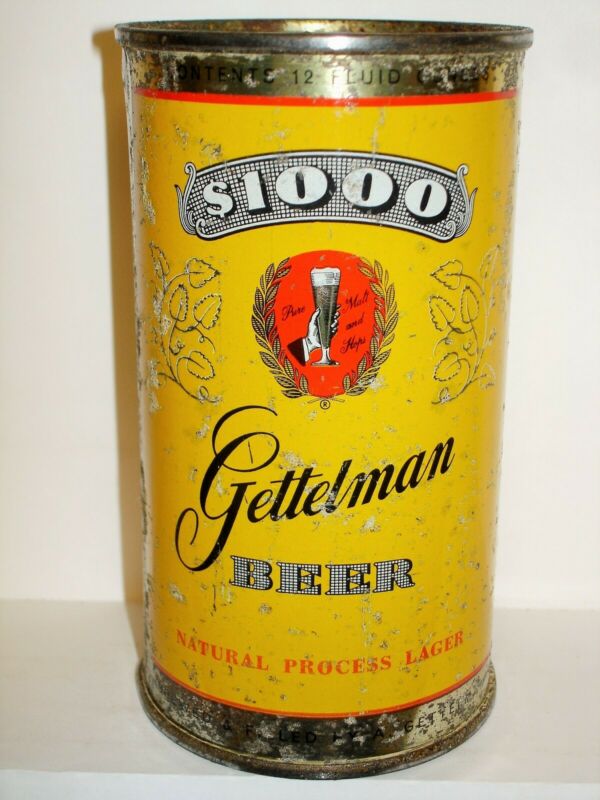 CONTENTS 12 FLUID
$1000
Pure Malt
and
Hops
®
Gettelman
BEER
NATURAL PROCESS LAGER